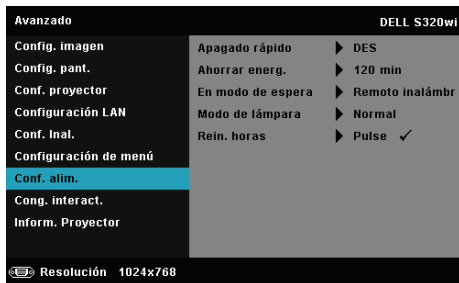 Avanzado DELL S320wi
Config. imagen
Config. pant.
Conf. proyector
Configuración LAN
Conf. Inal.
Configuración de menú
Conf. alim.
Cong. interact.
Inform. Proyector
Apagado rápido DES
Ahorrar energ. 120 min
En modo de espera Remoto inalámbr
Modo de lámpara Normal
Rein. horas Pulse ✓
Resolución 1024x768